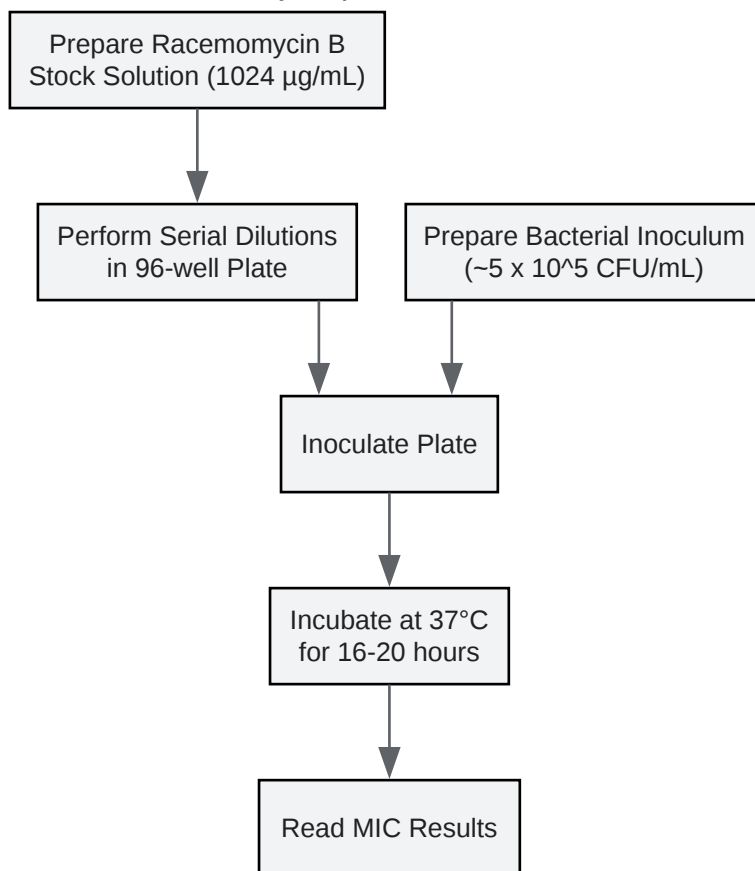 Prepare Racemomycin B
Stock Solution (1024 µg/mL)
Perform Serial Dilutions
in 96-well Plate
Prepare Bacterial Inoculum
(~5 x 10^5 CFU/mL)
Inoculate Plate
Incubate at 37°C
for 16-20 hours
Read MIC Results